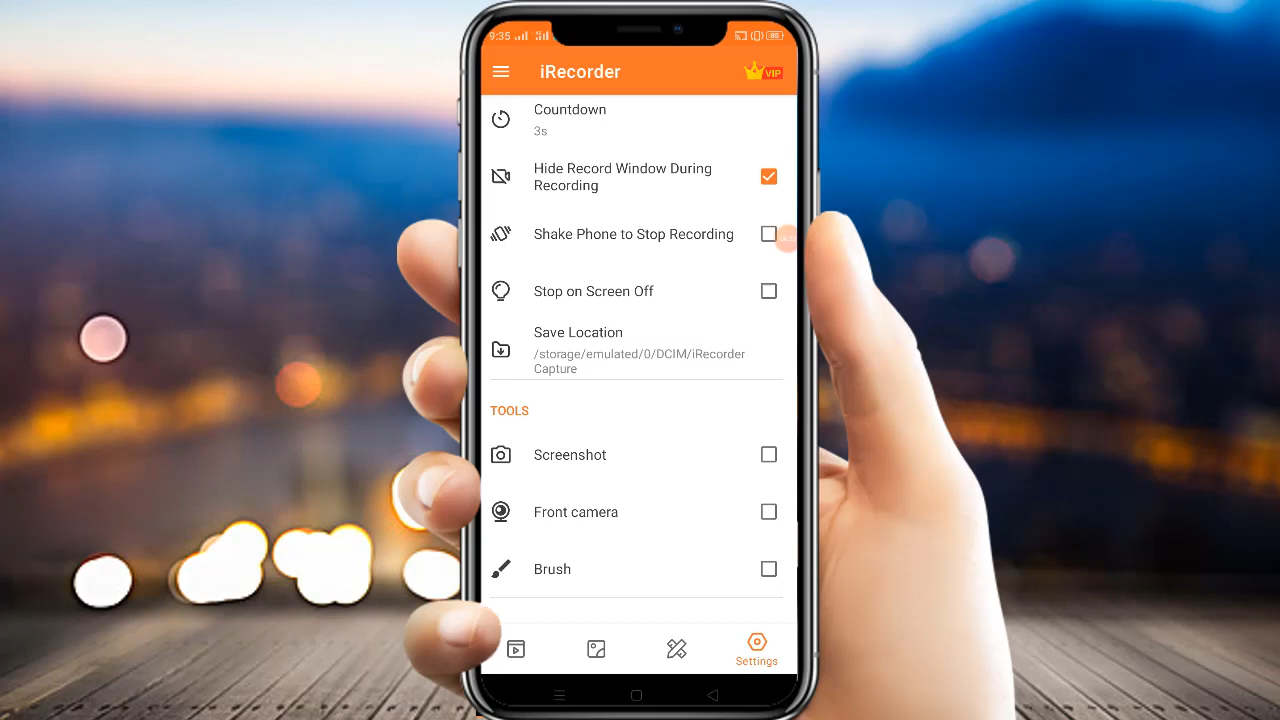 9:35
85
iRecorder
VIP
Countdown
3s
Hide Record Window During
Recording
Shake Phone to Stop Recording
Stop on Screen Off
Save Location
/storage/emulated/0/DCIM/iRecorder
Capture
TOOLS
Screenshot
Front camera
Brush
Settings